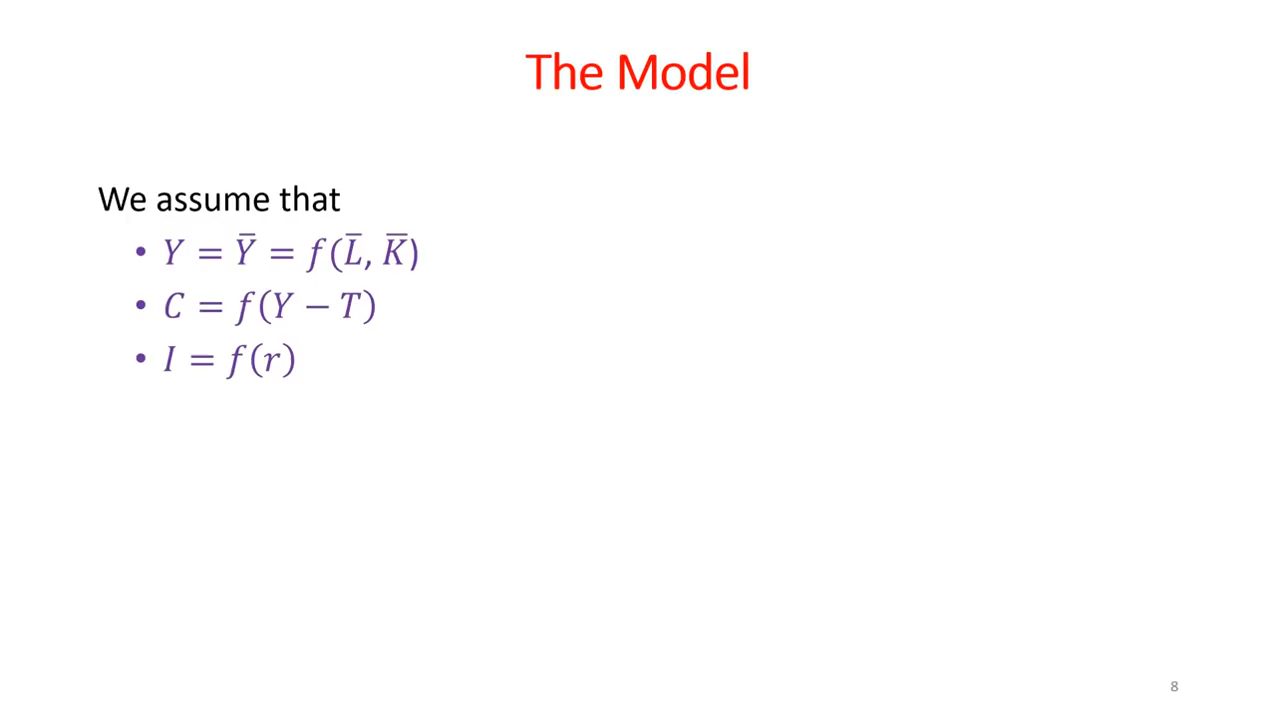 The Model
We assume that
• Y = Ȳ = f(L̄, K̄)
• C = f(Y − T)
• I = f(r)
8